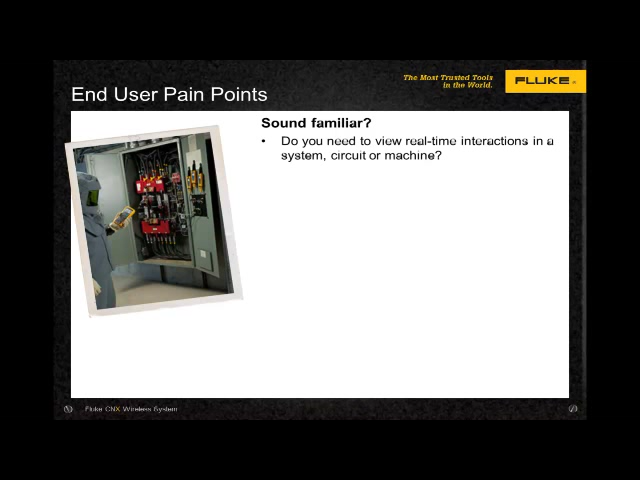 The Most Trusted Tools
in the World.
FLUKE
End User Pain Points
Sound familiar?
• Do you need to view real-time interactions in a
system, circuit or machine?
Fluke CNX Wireless System